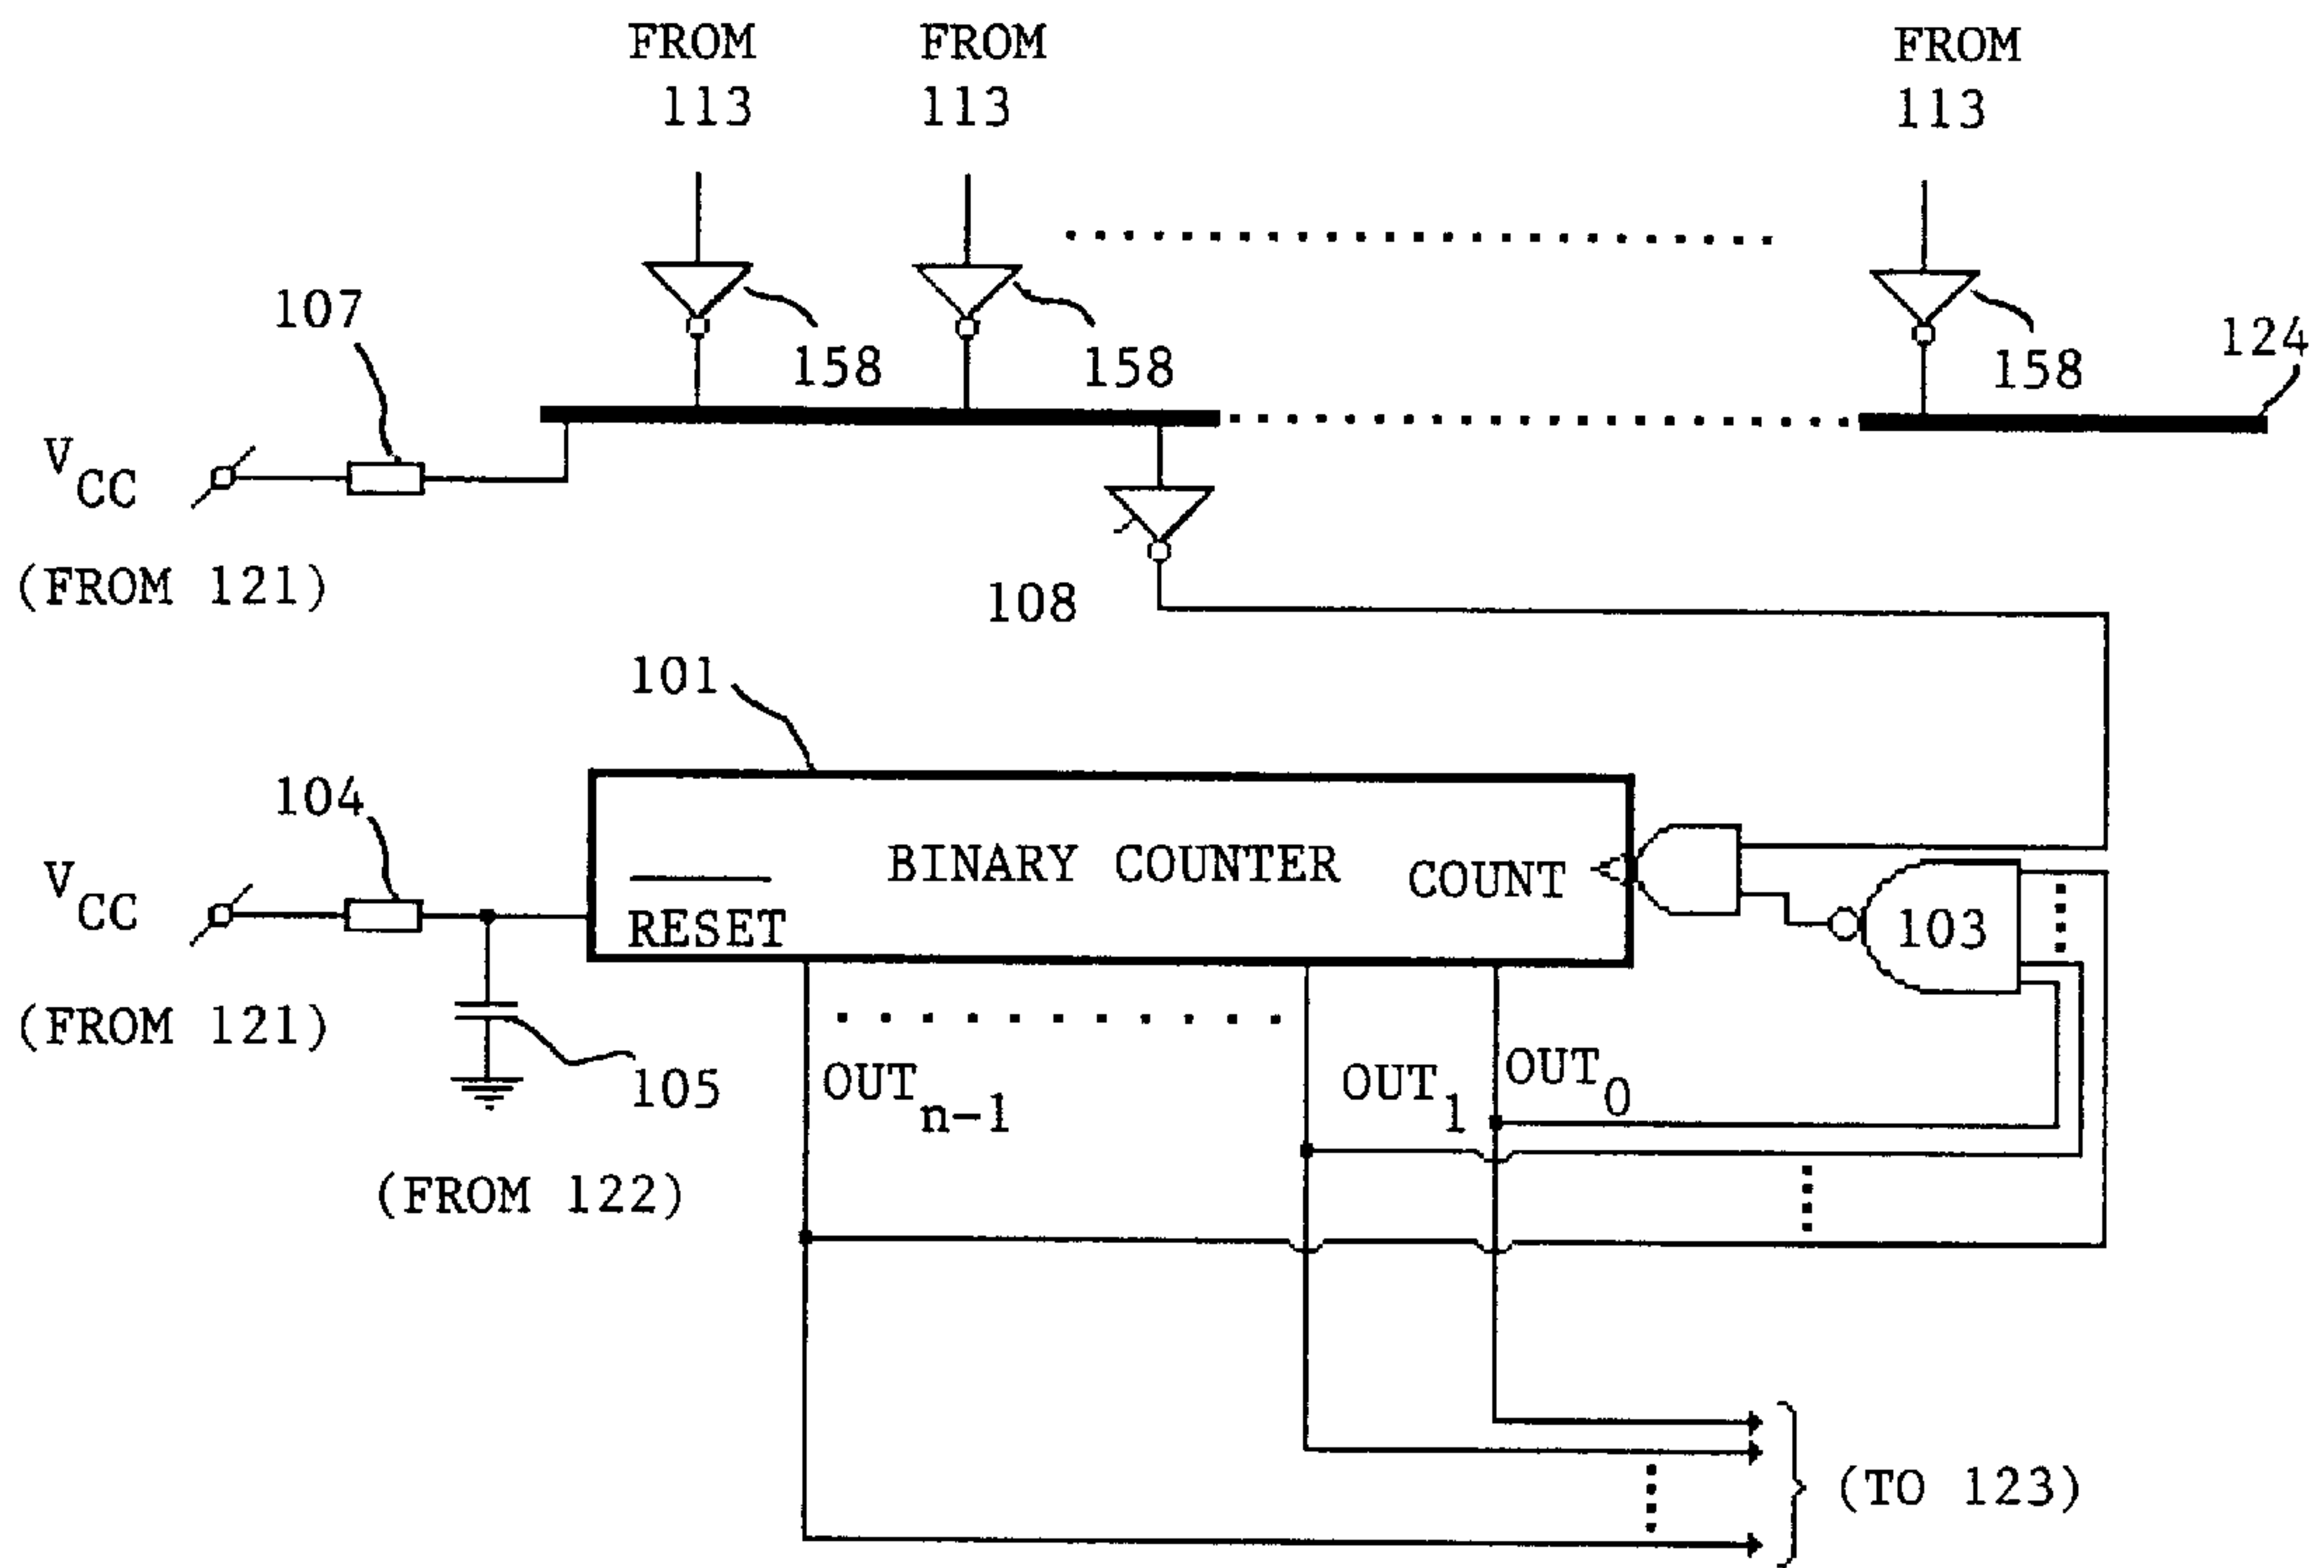 FROM 113
FROM 113
FROM 113
107
158
158
158
124
VCC
(FROM 121)
108
101
104
BINARY COUNTER
COUNT
VCC
RESET
103
(FROM 121)
105
OUTn-1
OUT1
OUT0
(FROM 122)
(TO 123)